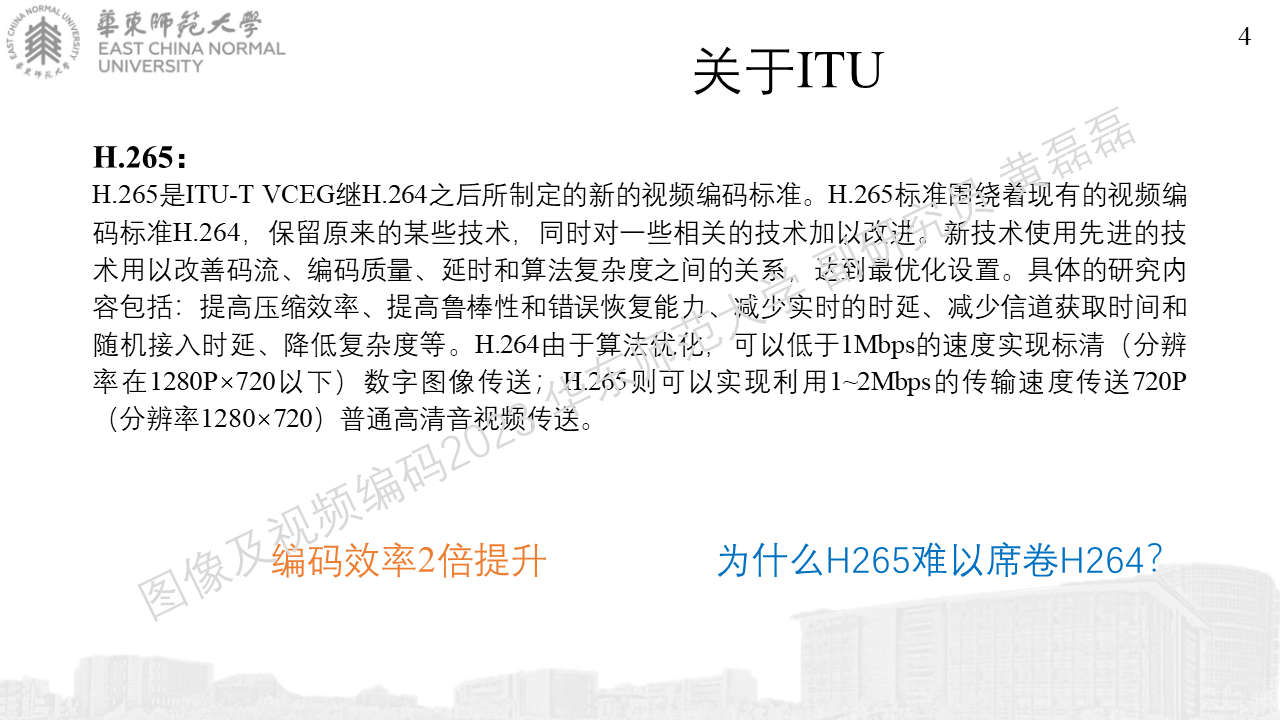 華東師範大學
EAST CHINA NORMAL
UNIVERSITY
EAST CHINA NORMAL UNIVERSITY
華東师范大学
4
关于ITU
H.265：
H.265是ITU-T VCEG继H.264之后所制定的新的视频编码标准。H.265标准围绕着现有的视频编
码标准H.264，保留原来的某些技术，同时对一些相关的技术加以改进。新技术使用先进的技
术用以改善码流、编码质量、延时和算法复杂度之间的关系，达到最优化设置。具体的研究内
容包括：提高压缩效率、提高鲁棒性和错误恢复能力、减少实时的时延、减少信道获取时间和
随机接入时延、降低复杂度等。H.264由于算法优化，可以低于1Mbps的速度实现标清（分辨
率在1280P×720以下）数字图像传送；H.265则可以实现利用1~2Mbps的传输速度传送720P
（分辨率1280×720）普通高清音视频传送。
图像及视频编码2023 华东师范大学 副研究员 黄磊磊
编码效率2倍提升
为什么H265难以席卷H264？